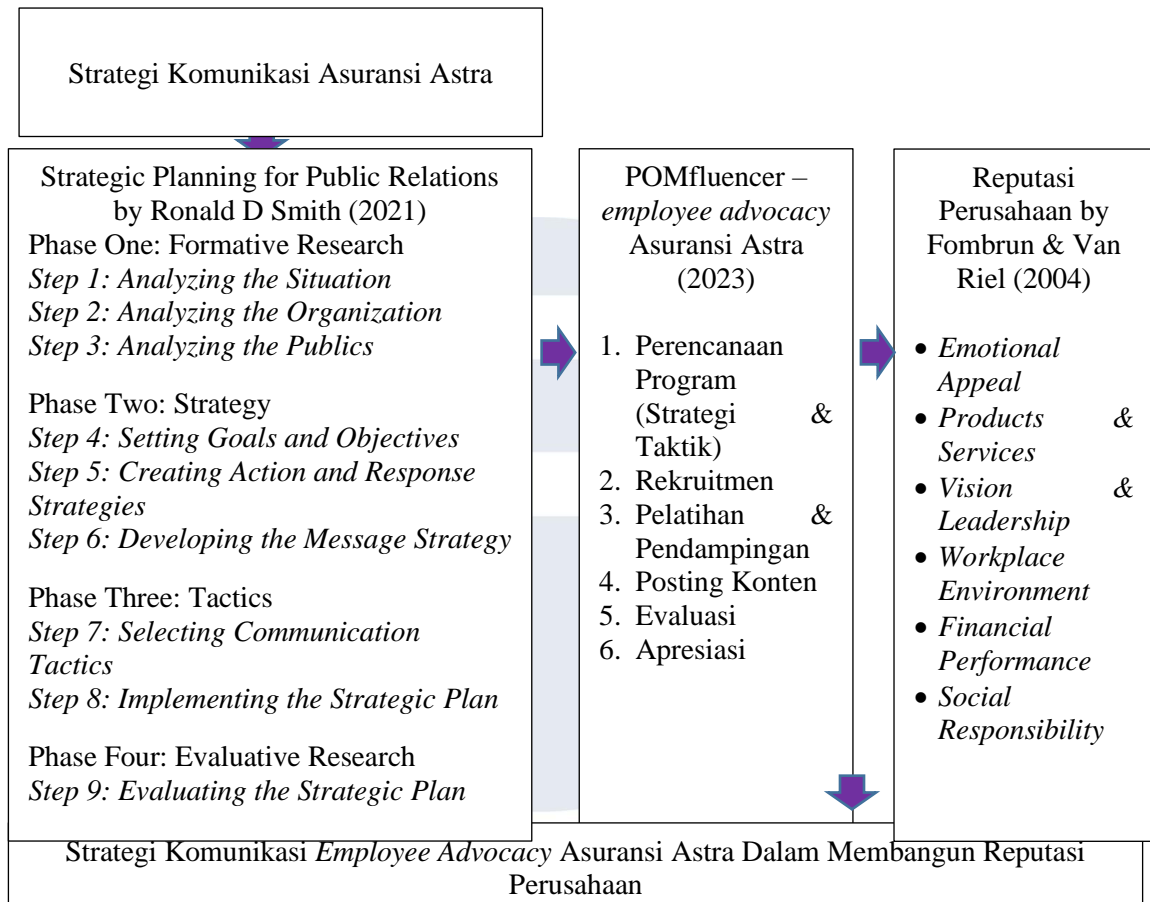 Strategi Komunikasi Asuransi Astra
Strategic Planning for Public Relations
by Ronald D Smith (2021)
Phase One: Formative Research
Step 1: Analyzing the Situation
Step 2: Analyzing the Organization
Step 3: Analyzing the Publics
Phase Two: Strategy
Step 4: Setting Goals and Objectives
Step 5: Creating Action and Response
Strategies
Step 6: Developing the Message Strategy
Phase Three: Tactics
Step 7: Selecting Communication
Tactics
Step 8: Implementing the Strategic Plan
Phase Four: Evaluative Research
Step 9: Evaluating the Strategic Plan
POMfluencer –
employee advocacy
Asuransi Astra
(2023)
1. Perencanaan
Program
(Strategi &
Taktik)
2. Rekruitmen
3. Pelatihan &
Pendampingan
4. Posting Konten
5. Evaluasi
6. Apresiasi
Reputasi
Perusahaan by
Fombrun & Van
Riel (2004)
• Emotional
Appeal
• Products &
Services
• Vision &
Leadership
• Workplace
Environment
• Financial
Performance
• Social
Responsibility
Strategi Komunikasi Employee Advocacy Asuransi Astra Dalam Membangun Reputasi
Perusahaan